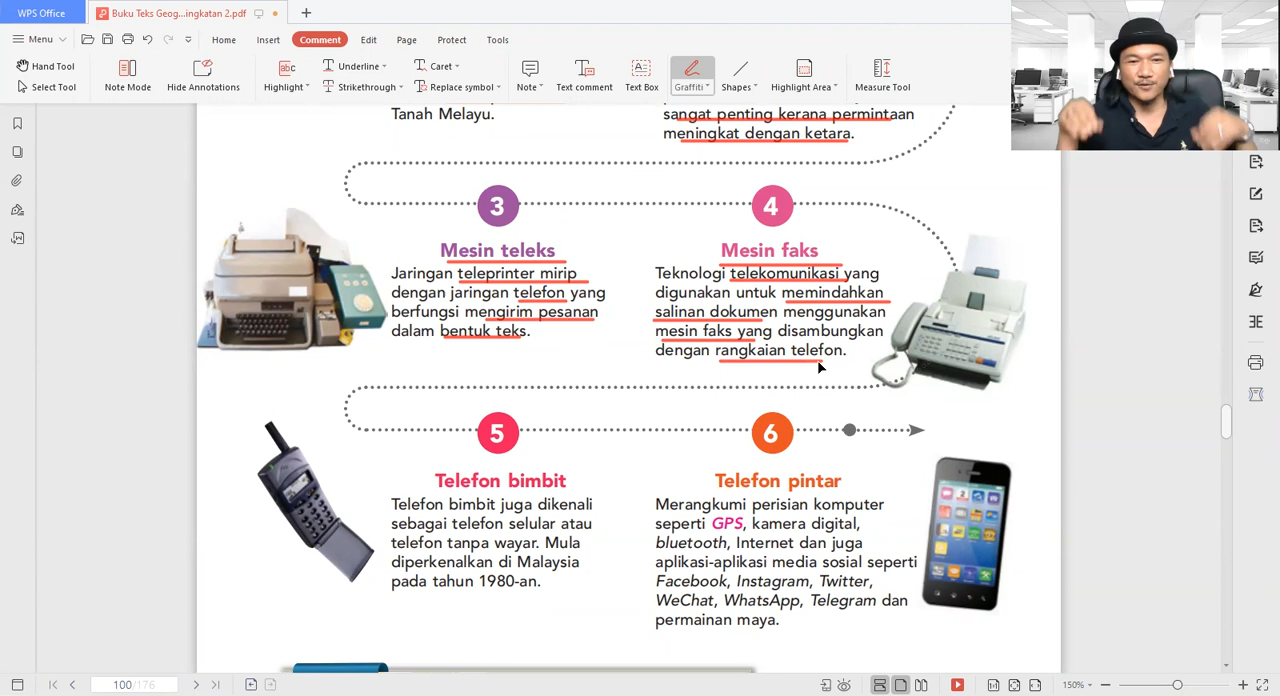 WPS Office
Buku Teks Geog...ingkatan 2.pdf
Menu
Home
Insert
Comment
Edit
Page
Protect
Tools
Hand Tool
Select Tool
Note Mode
Hide Annotations
Highlight
Underline
Strikethrough
Caret
Replace symbol
Note
Text comment
Text Box
Graffiti
Shapes
Highlight Area
Measure Tool
Tanah Melayu.
sangat penting kerana permintaan
meningkat dengan ketara.
3
Mesin teleks
Jaringan teleprinter mirip
dengan jaringan telefon yang
berfungsi mengirim pesanan
dalam bentuk teks.
4
Mesin faks
Teknologi telekomunikasi yang
digunakan untuk memindahkan
salinan dokumen menggunakan
mesin faks yang disambungkan
dengan rangkaian telefon.
5
Telefon bimbit
Telefon bimbit juga dikenali
sebagai telefon selular atau
telefon tanpa wayar. Mula
diperkenalkan di Malaysia
pada tahun 1980-an.
6
Telefon pintar
Merangkumi perisian komputer
seperti GPS, kamera digital,
bluetooth, Internet dan juga
aplikasi-aplikasi media sosial seperti
Facebook, Instagram, Twitter,
WeChat, WhatsApp, Telegram dan
permainan maya.
100/176
150%